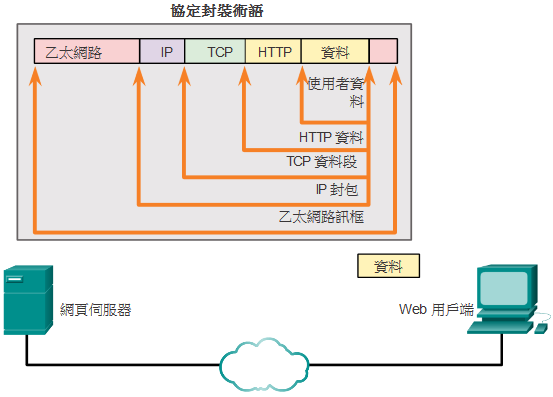 協定封裝術語
乙太網路 IP TCP HTTP 資料
使用者資
料
HTTP 資料
TCP 資料段
IP 封包
乙太網路訊框
資料
網頁伺服器
Web 用戶端